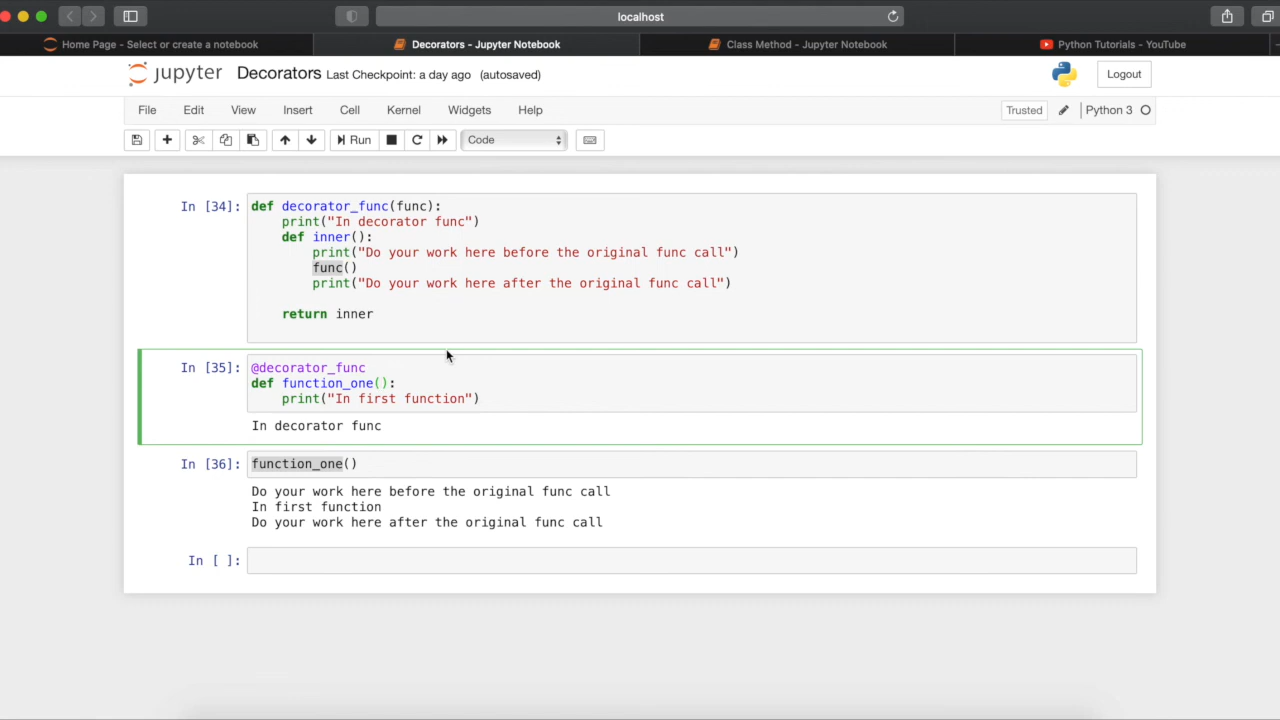 localhost
Home Page - Select or create a notebook
Decorators - Jupyter Notebook
Class Method - Jupyter Notebook
Python Tutorials - YouTube
jupyter Decorators Last Checkpoint: a day ago (autosaved)
Logout
File Edit View Insert Cell Kernel Widgets Help
Trusted Python 3
Run Code
In [34]: def decorator_func(func):
    print("In decorator func")
    def inner():
        print("Do your work here before the original func call")
        func()
        print("Do your work here after the original func call")
    return inner
In [35]: @decorator_func
def function_one():
    print("In first function")
In decorator func
In [36]: function_one()
Do your work here before the original func call
In first function
Do your work here after the original func call
In [ ]: